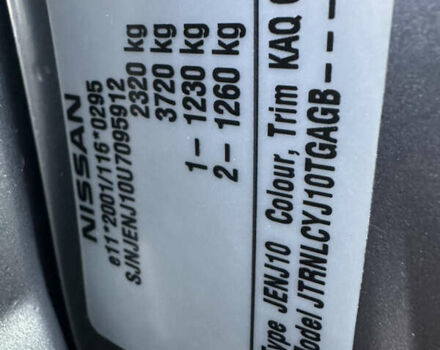 NISSAN
e11*2001/116*0295
SJNJENJ10U7095912
2320 kg
3720 kg
1- 1230 kg
2- 1260 kg
Type JENJ10 Colour, Trim KAQ
Model JTRNLCYJ10TGAGB---